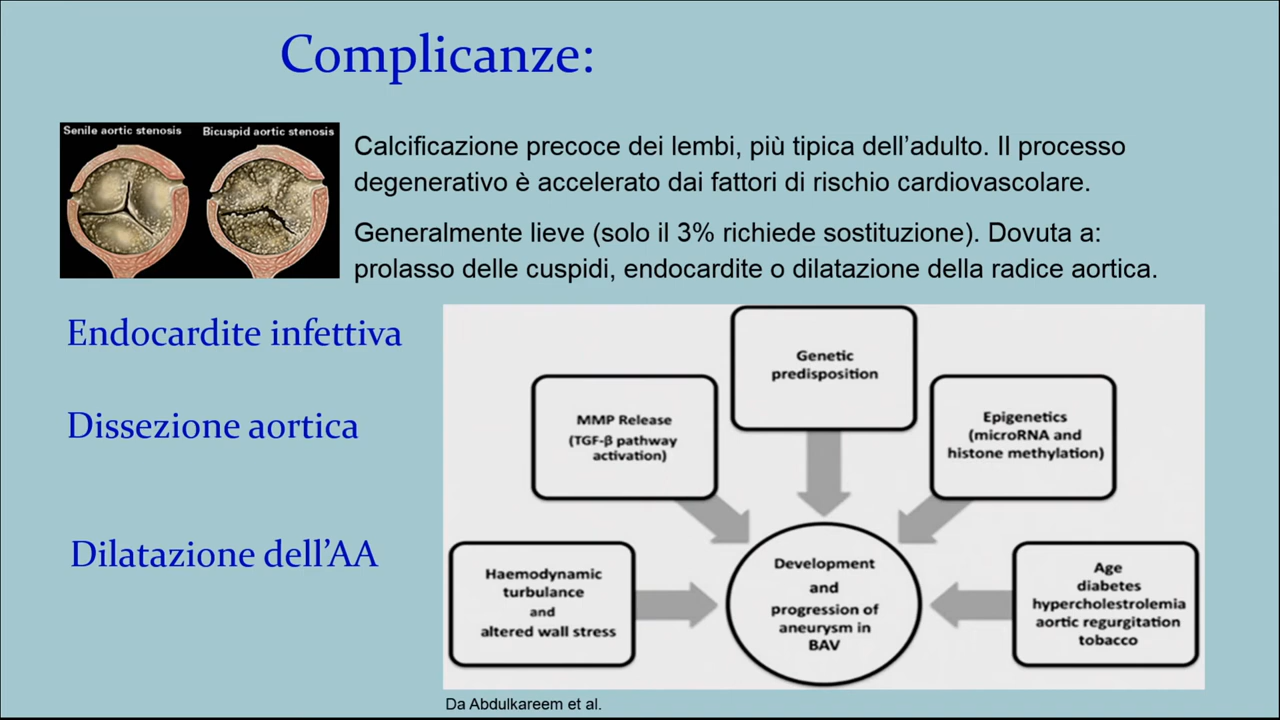 Complicanze:
Senile aortic stenosis
Bicuspid aortic stenosis
Calcificazione precoce dei lembi, più tipica dell'adulto. Il processo
degenerativo è accelerato dai fattori di rischio cardiovascolare.
Generalmente lieve (solo il 3% richiede sostituzione). Dovuta a:
prolasso delle cuspidi, endocardite o dilatazione della radice aortica.
Endocardite infettiva
Dissezione aortica
Dilatazione dell'AA
Genetic
predisposition
MMP Release
(TGF-β pathway
activation)
Epigenetics
(microRNA and
histone methylation)
Haemodynamic
turbulance
and
altered wall stress
Development
and
progression of
aneurysm in
BAV
Age
diabetes
hypercholestrolemia
aortic regurgitation
tobacco
Da Abdulkareem et al.